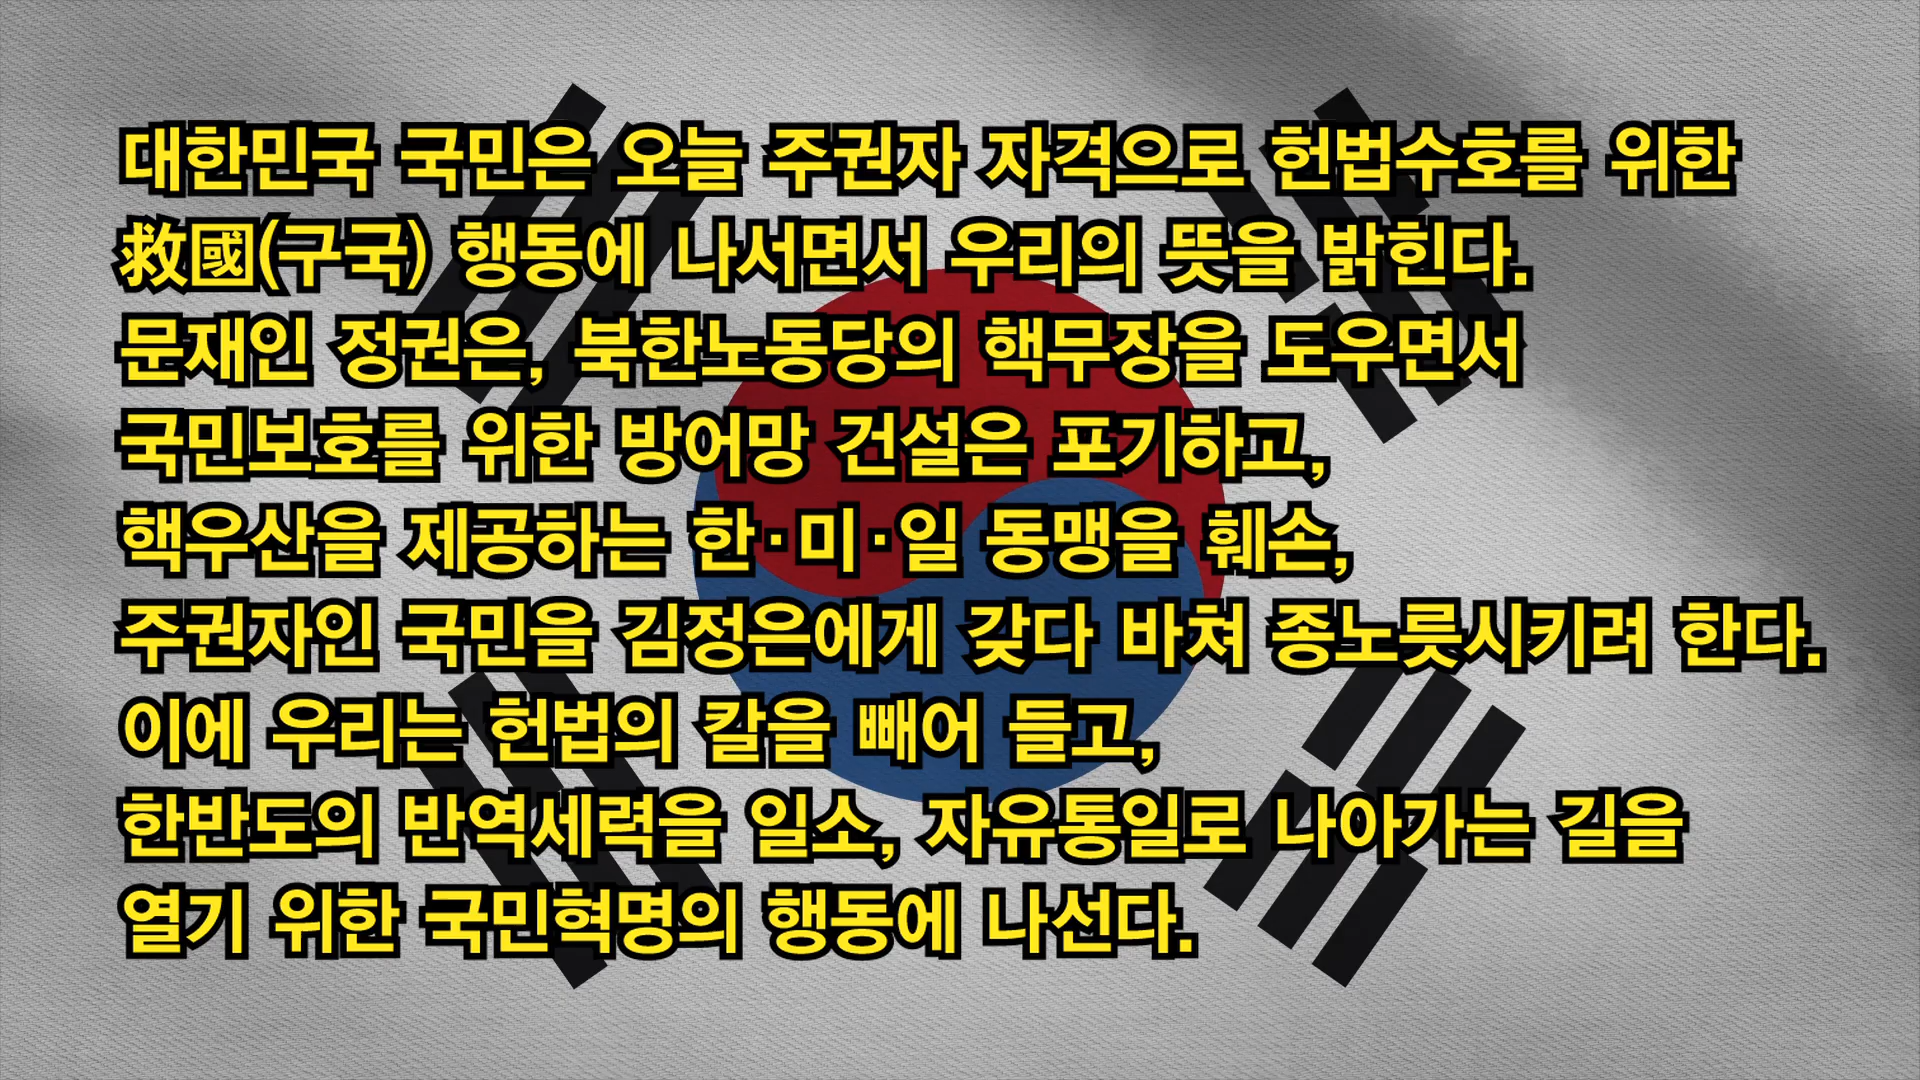 대한민국 국민은 오늘 주권자 자격으로 헌법수호를 위한
救國(구국) 행동에 나서면서 우리의 뜻을 밝힌다.
문재인 정권은, 북한노동당의 핵무장을 도우면서
국민보호를 위한 방어망 건설은 포기하고,
핵우산을 제공하는 한·미·일 동맹을 훼손,
주권자인 국민을 김정은에게 갖다 바쳐 종노릇시키려 한다.
이에 우리는 헌법의 칼을 빼어 들고,
한반도의 반역세력을 일소, 자유통일로 나아가는 길을
열기 위한 국민혁명의 행동에 나선다.